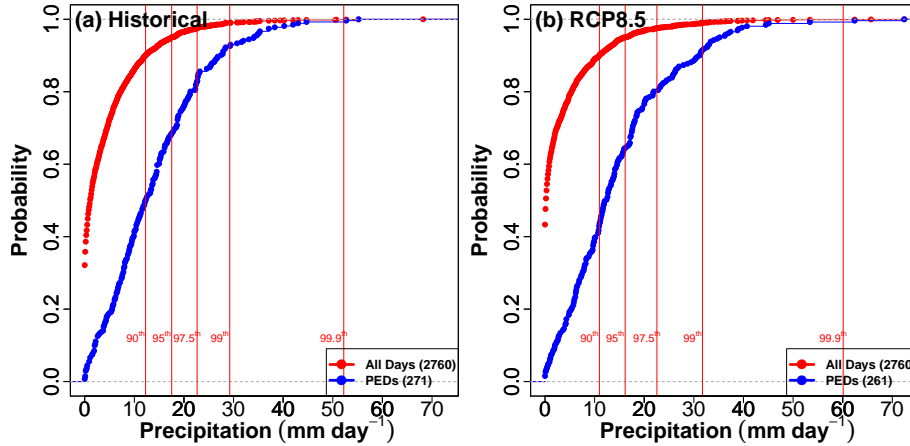 (a) Historical
Probability
1.0
0.8
0.6
0.4
0.2
0.0
90th 95th 97.5th 99th 99.9th
All Days (2760)
PEDs (271)
0 10 20 30 40 50 60 70
Precipitation (mm day−1)
(b) RCP8.5
Probability
1.0
0.8
0.6
0.4
0.2
0.0
90th 95th 97.5th 99th 99.9th
All Days (2760
PEDs (261)
0 10 20 30 40 50 60 70
Precipitation (mm day−1)